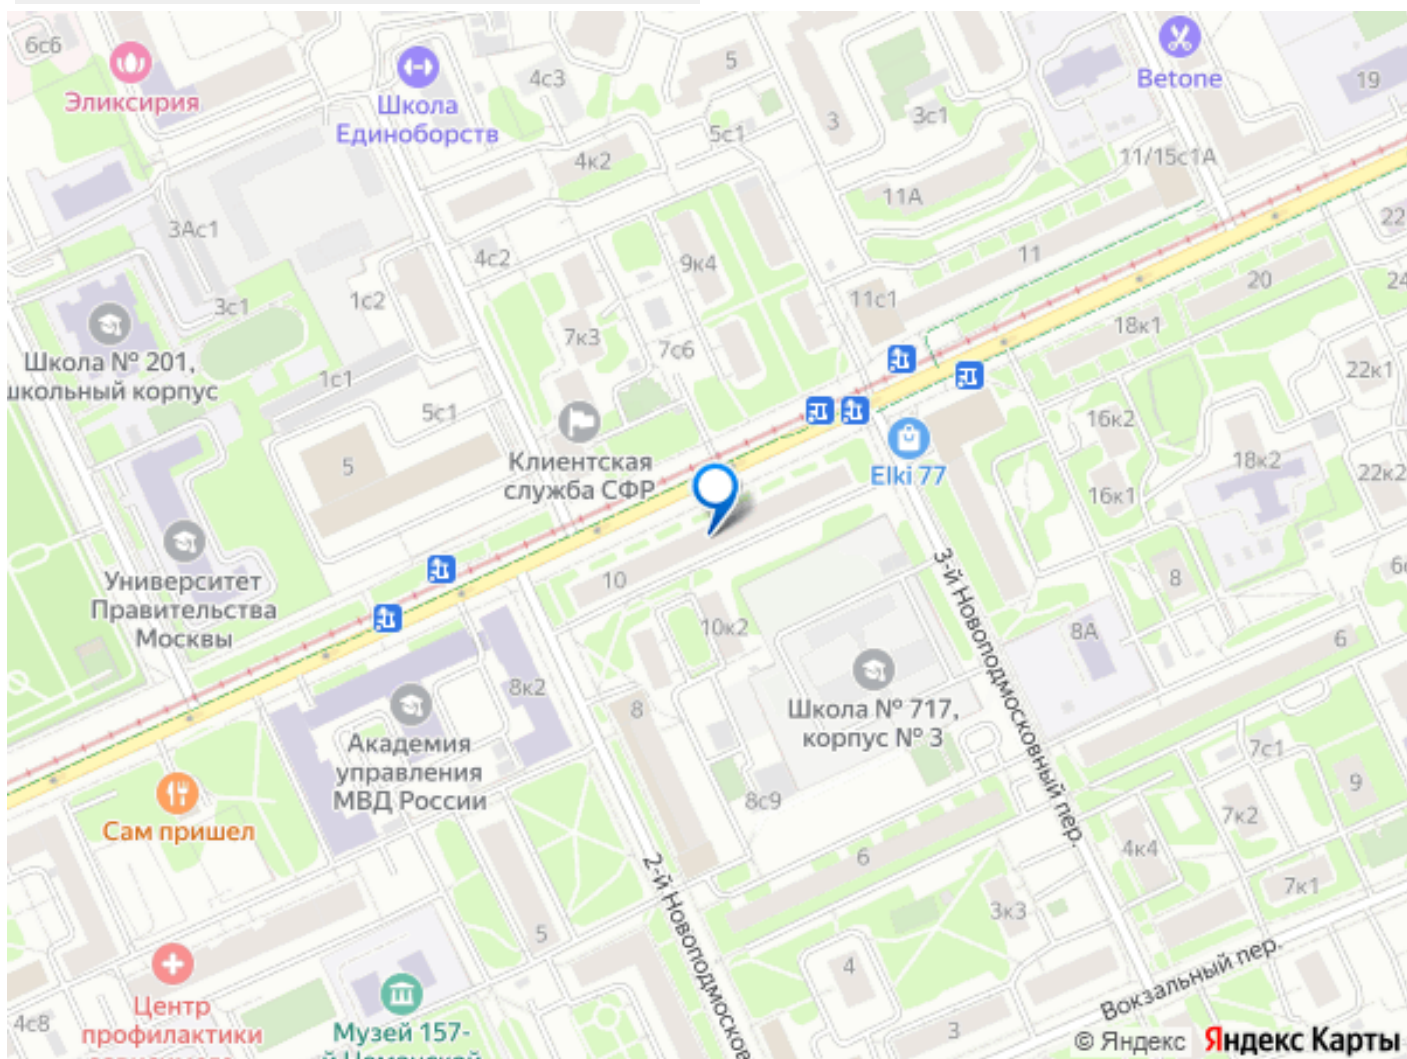 6с6
Эликсирия
Школа
Единоборств
4с3
5
5с1
3
3с1
Betone
19
11/15с1А
4к2
11А
3Ас1
4с2
9к4
11
22
20
24
1с2
3с1
11с1
18к1
Школа № 201,
школьный корпус
7к3
7с6
1с1
22к1
5с1
16к2
5
Клиентская
служба СФР
Elki 77
18к2
22к2
16к1
Университет
Правительства
Москвы
10
3-й Новоподмосковный пер.
8
10к2
8А
6
8к2
8
Школа № 717,
корпус № 3
Академия
управления
МВД России
7с1
9
8с9
7к2
Сам пришел
6
4к4
7к1
2-й Новоподмосков
3к3
5
4
Вокзальный пер.
Центр
профилактики
4с8
Музей 157-
3
© Яндекс Яндекс Карты